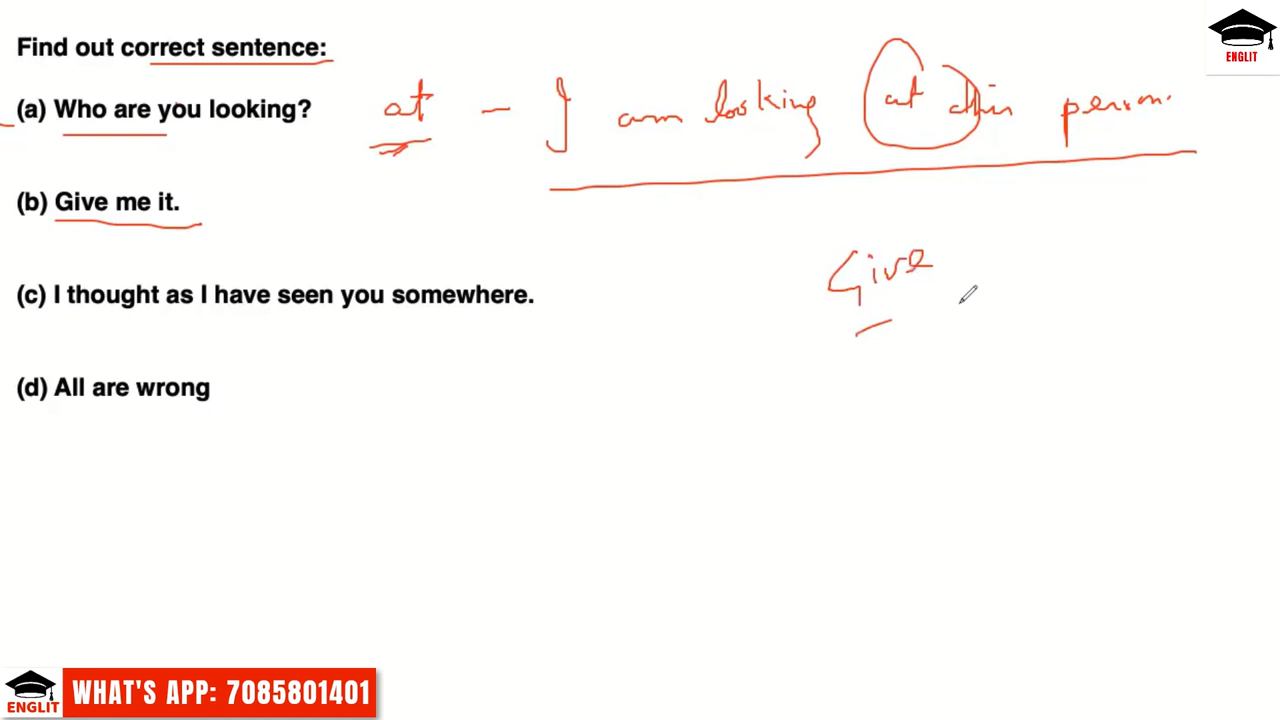 Find out correct sentence:
ENGLIT
(a) Who are you looking? at - I am looking at this person.
(b) Give me it.
Give
(c) I thought as I have seen you somewhere.
(d) All are wrong
ENGLIT
WHAT'S APP: 7085801401